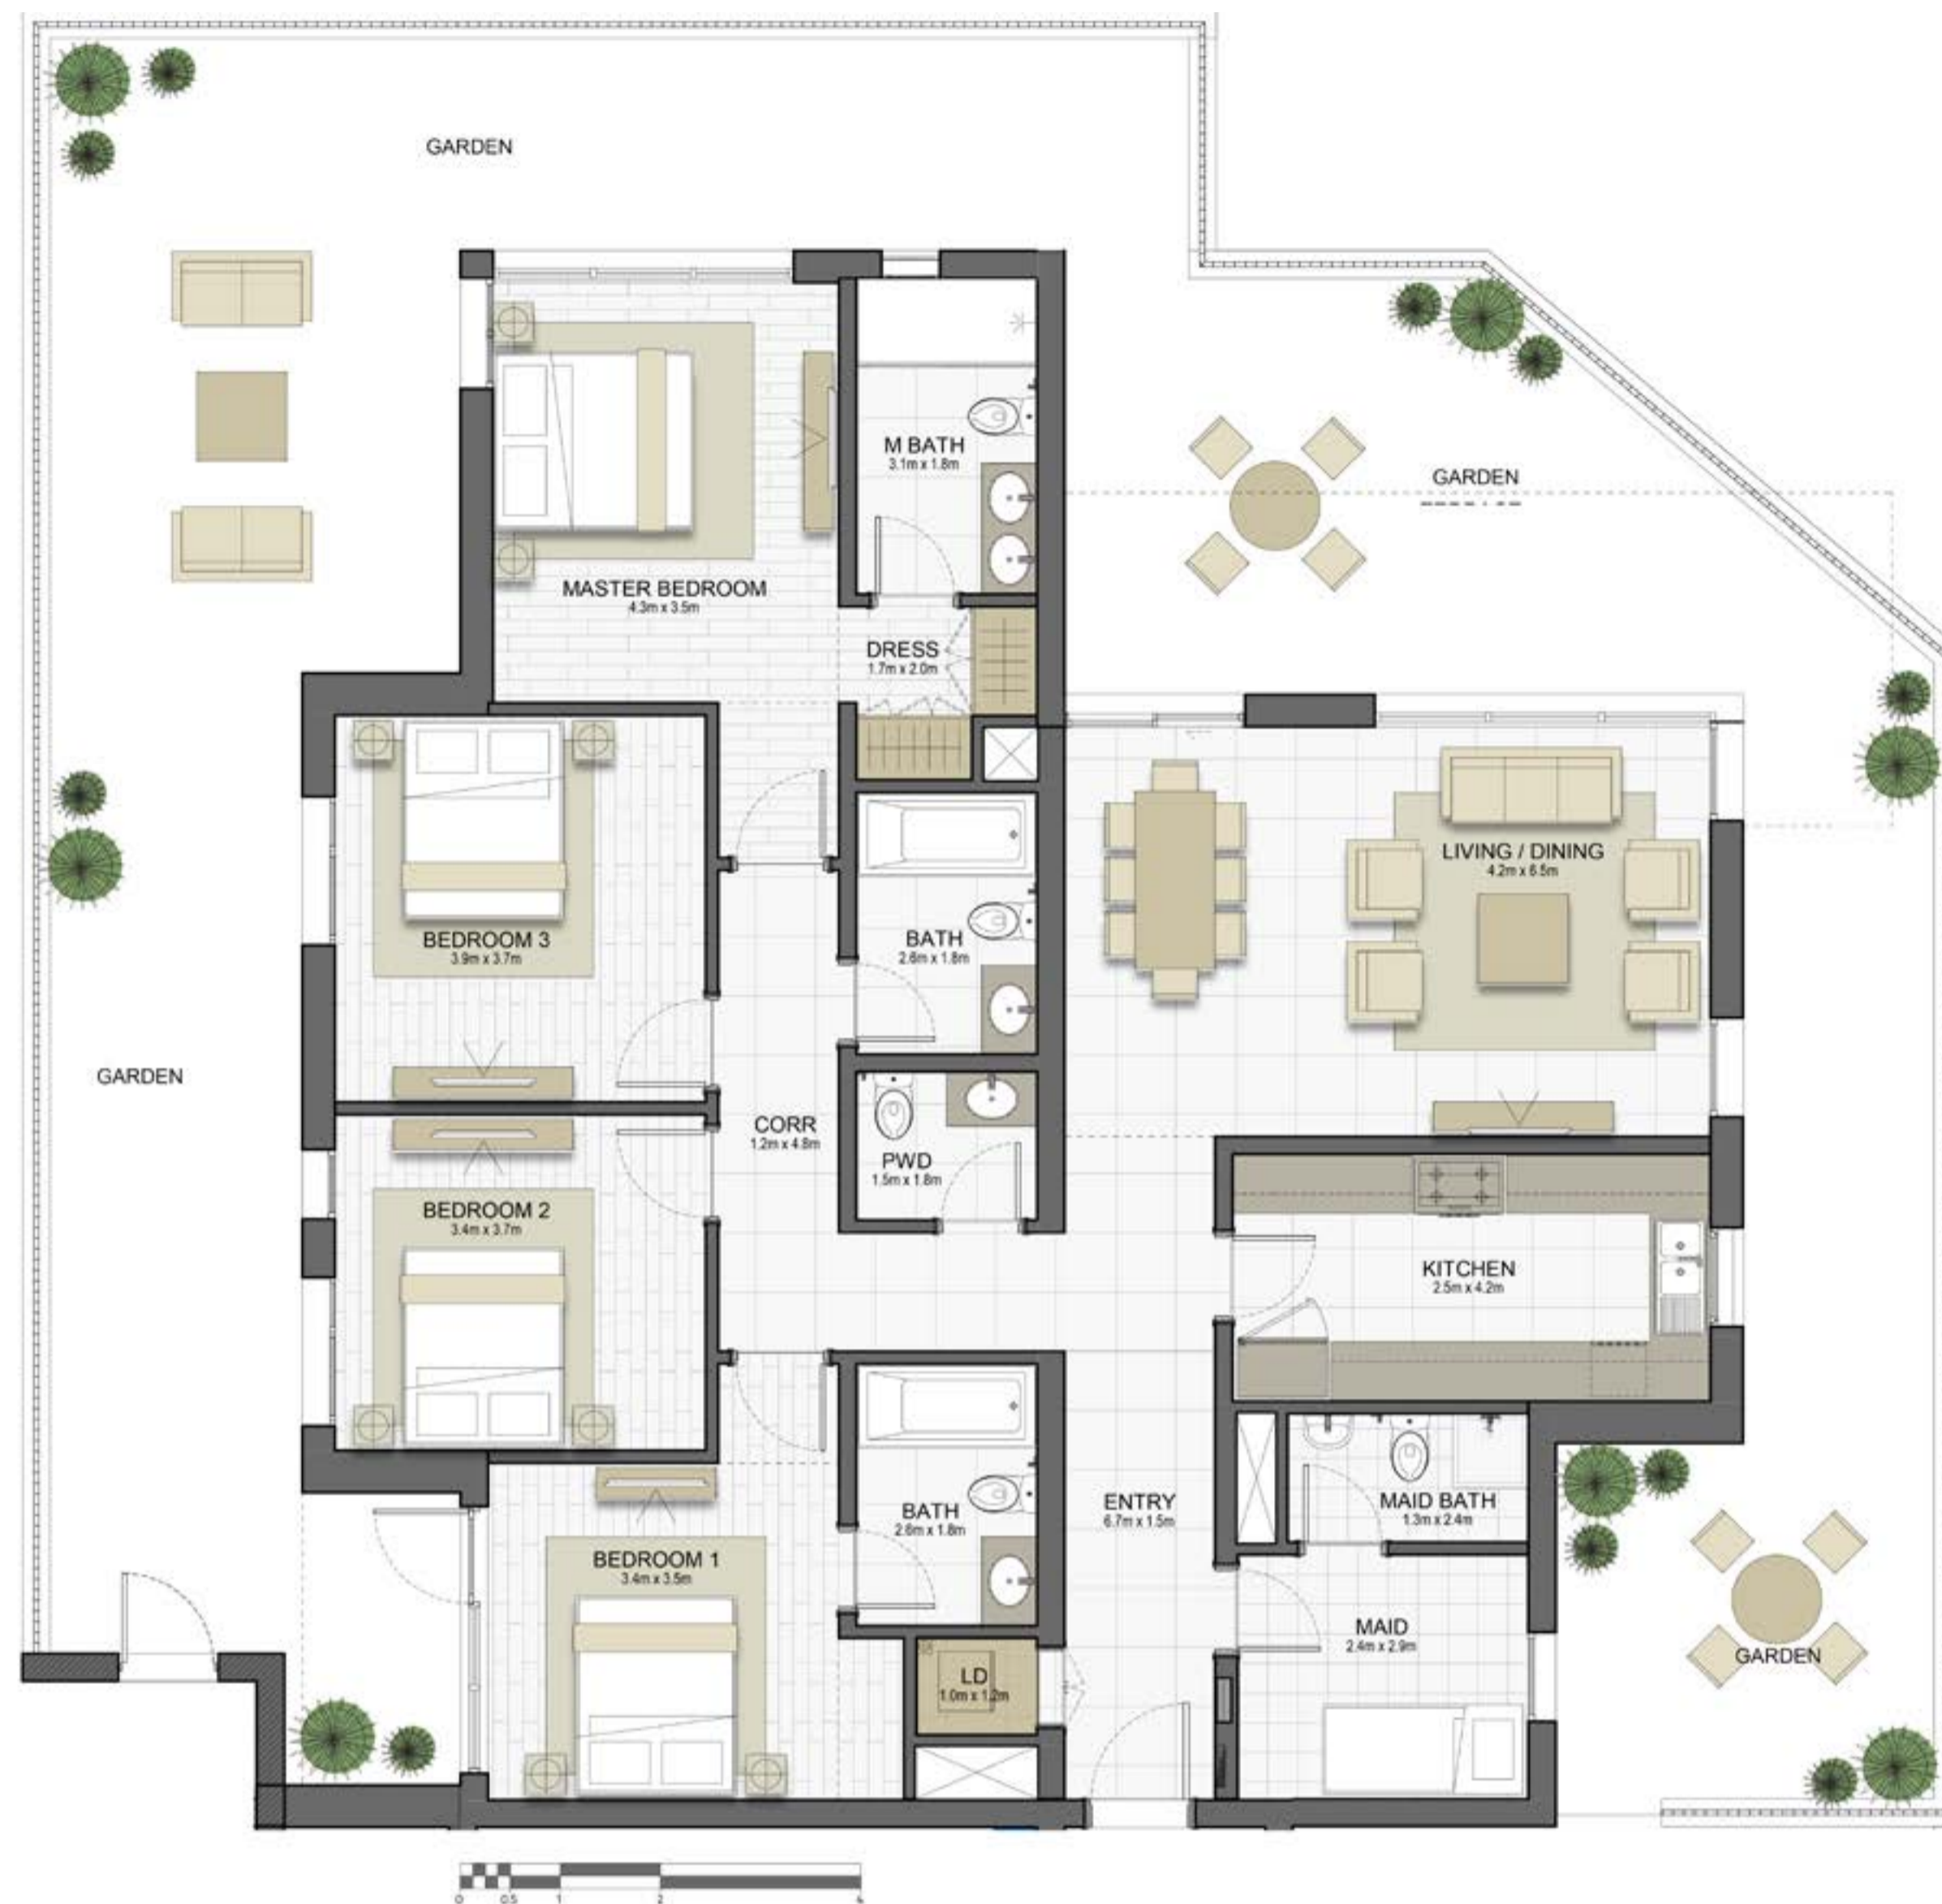 GARDEN
M BATH
3.1m x 1.8m
GARDEN
MASTER BEDROOM
4.3m x 3.5m
DRESS
1.7m x 2.0m
LIVING / DINING
4.2m x 6.5m
BEDROOM 3
3.9m x 3.7m
BATH
2.6m x 1.8m
GARDEN
CORR
1.2m x 4.8m
PWD
1.5m x 1.8m
BEDROOM 2
3.4m x 3.7m
KITCHEN
2.5m x 4.2m
BATH
2.6m x 1.8m
ENTRY
6.7m x 1.5m
MAID BATH
1.3m x 2.4m
BEDROOM 1
3.4m x 3.5m
MAID
2.4m x 2.9m
GARDEN
LD
1.0m x 1.2m
0 0.5 1 2 4